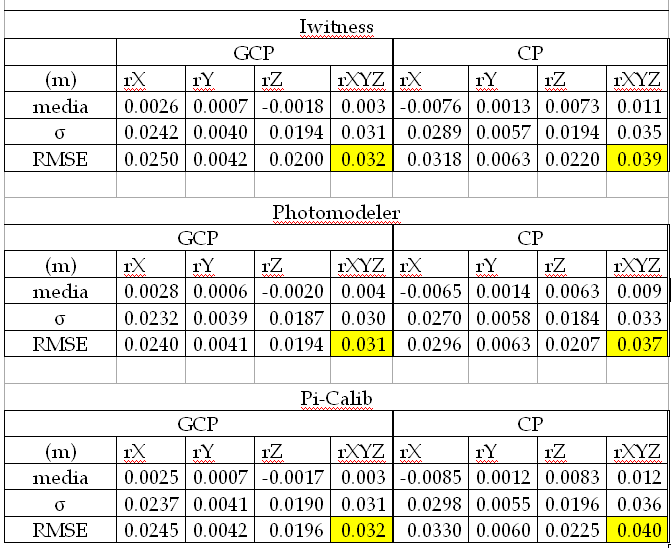 Iwitness
GCP CP
(m) rX rY rZ rXYZ rX rY rZ rXYZ
media 0.0026 0.0007 -0.0018 0.003 -0.0076 0.0013 0.0073 0.011
σ 0.0242 0.0040 0.0194 0.031 0.0289 0.0057 0.0194 0.035
RMSE 0.0250 0.0042 0.0200 0.032 0.0318 0.0063 0.0220 0.039
Photomodeler
GCP CP
(m) rX rY rZ rXYZ rX rY rZ rXYZ
media 0.0028 0.0006 -0.0020 0.004 -0.0065 0.0014 0.0063 0.009
σ 0.0232 0.0039 0.0187 0.030 0.0270 0.0058 0.0184 0.033
RMSE 0.0240 0.0041 0.0194 0.031 0.0296 0.0063 0.0207 0.037
Pi-Calib
GCP CP
(m) rX rY rZ rXYZ rX rY rZ rXYZ
media 0.0025 0.0007 -0.0017 0.003 -0.0085 0.0012 0.0083 0.012
σ 0.0237 0.0041 0.0190 0.031 0.0298 0.0055 0.0196 0.036
RMSE 0.0245 0.0042 0.0196 0.032 0.0330 0.0060 0.0225 0.040